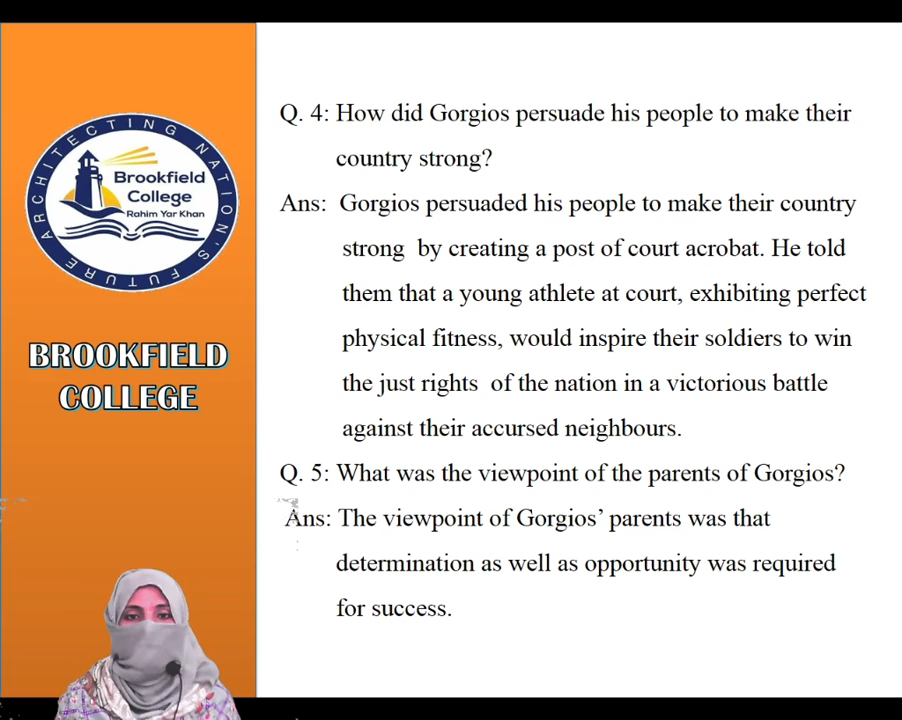 ARCHITECTING NATION'S FUTURE
Brookfield
College
Rahim Yar Khan
BROOKFIELD
COLLEGE
Q. 4: How did Gorgios persuade his people to make their
country strong?
Ans: Gorgios persuaded his people to make their country
strong by creating a post of court acrobat. He told
them that a young athlete at court, exhibiting perfect
physical fitness, would inspire their soldiers to win
the just rights of the nation in a victorious battle
against their accursed neighbours.
Q. 5: What was the viewpoint of the parents of Gorgios?
Ans: The viewpoint of Gorgios’ parents was that
determination as well as opportunity was required
for success.